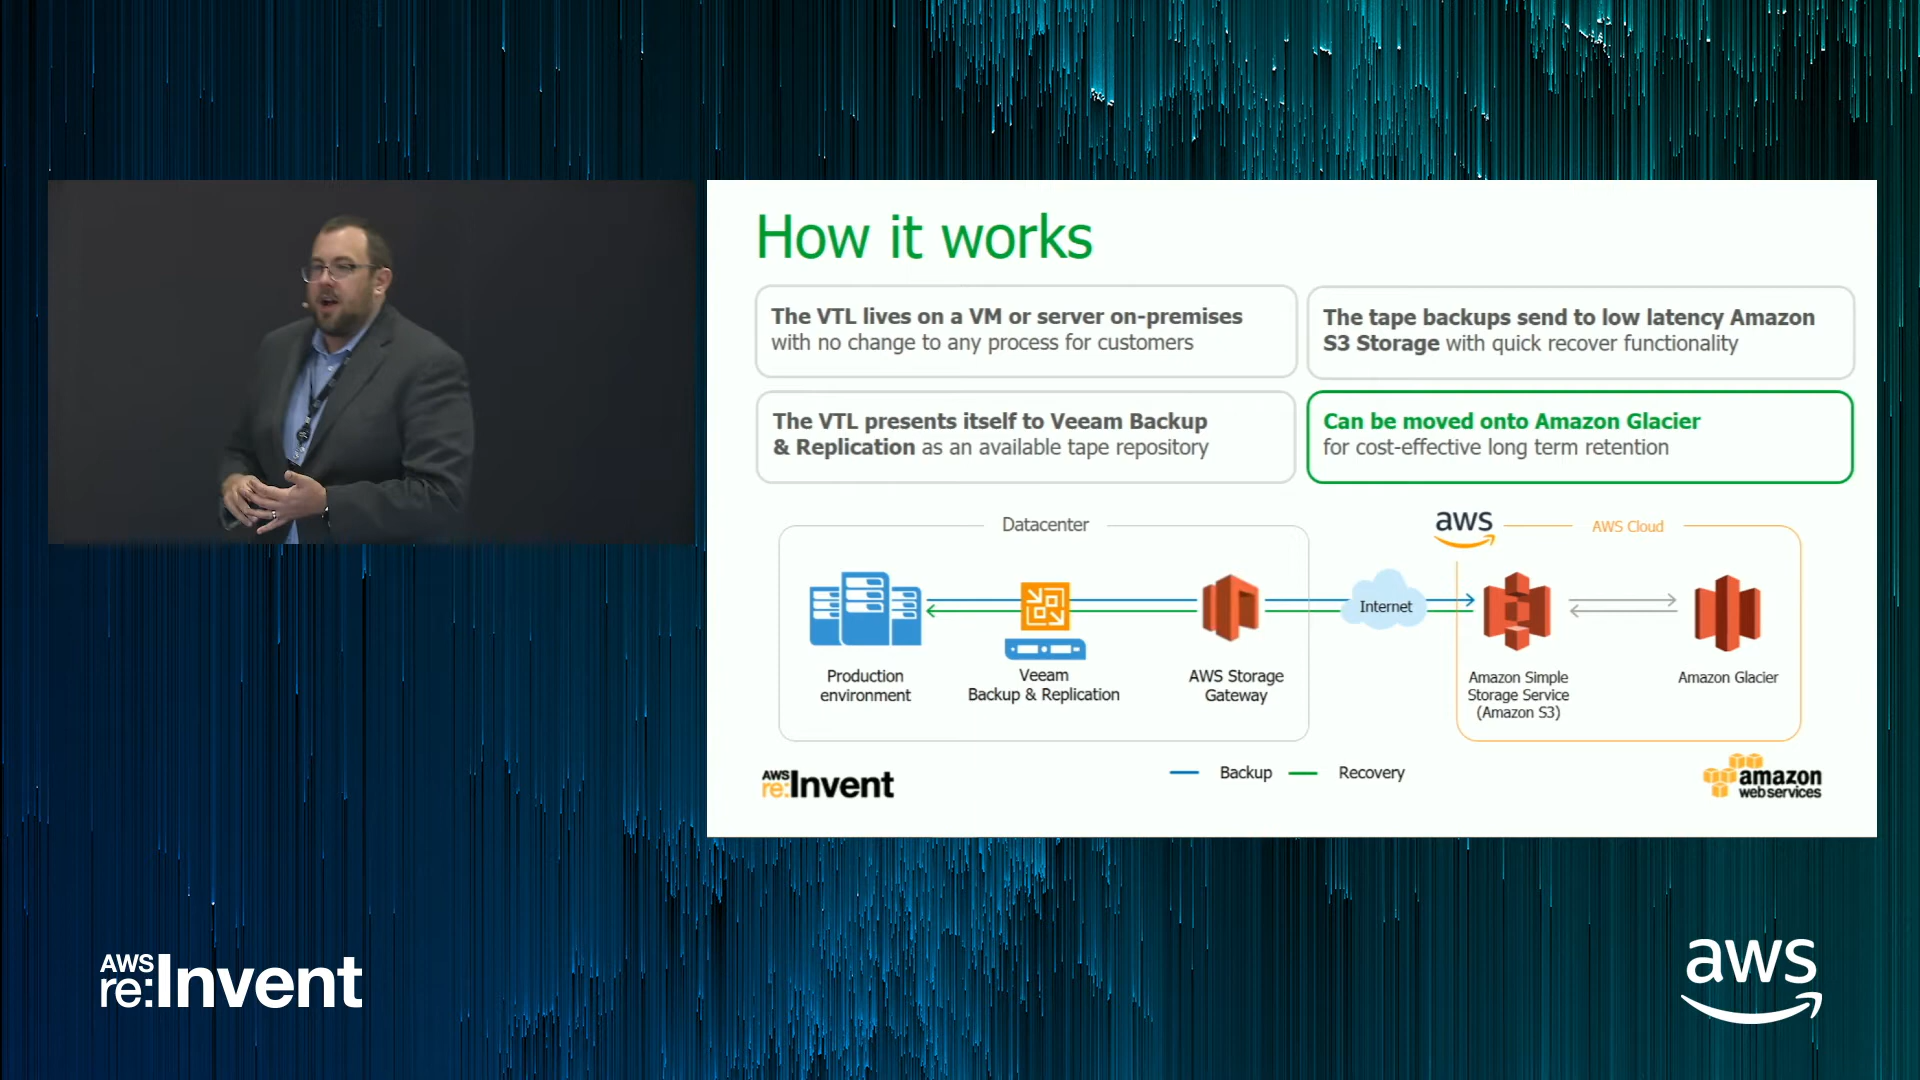 How it works
The VTL lives on a VM or server on-premises
with no change to any process for customers
The tape backups send to low latency Amazon
S3 Storage with quick recover functionality
The VTL presents itself to Veeam Backup
& Replication as an available tape repository
Can be moved onto Amazon Glacier
for cost-effective long term retention
Datacenter
aws
AWS Cloud
Internet
Production
environment
Veeam
Backup & Replication
AWS Storage
Gateway
Amazon Simple
Storage Service
(Amazon S3)
Amazon Glacier
Backup
Recovery
AWS
re:Invent
amazon
web services
AWS
re:Invent
aws